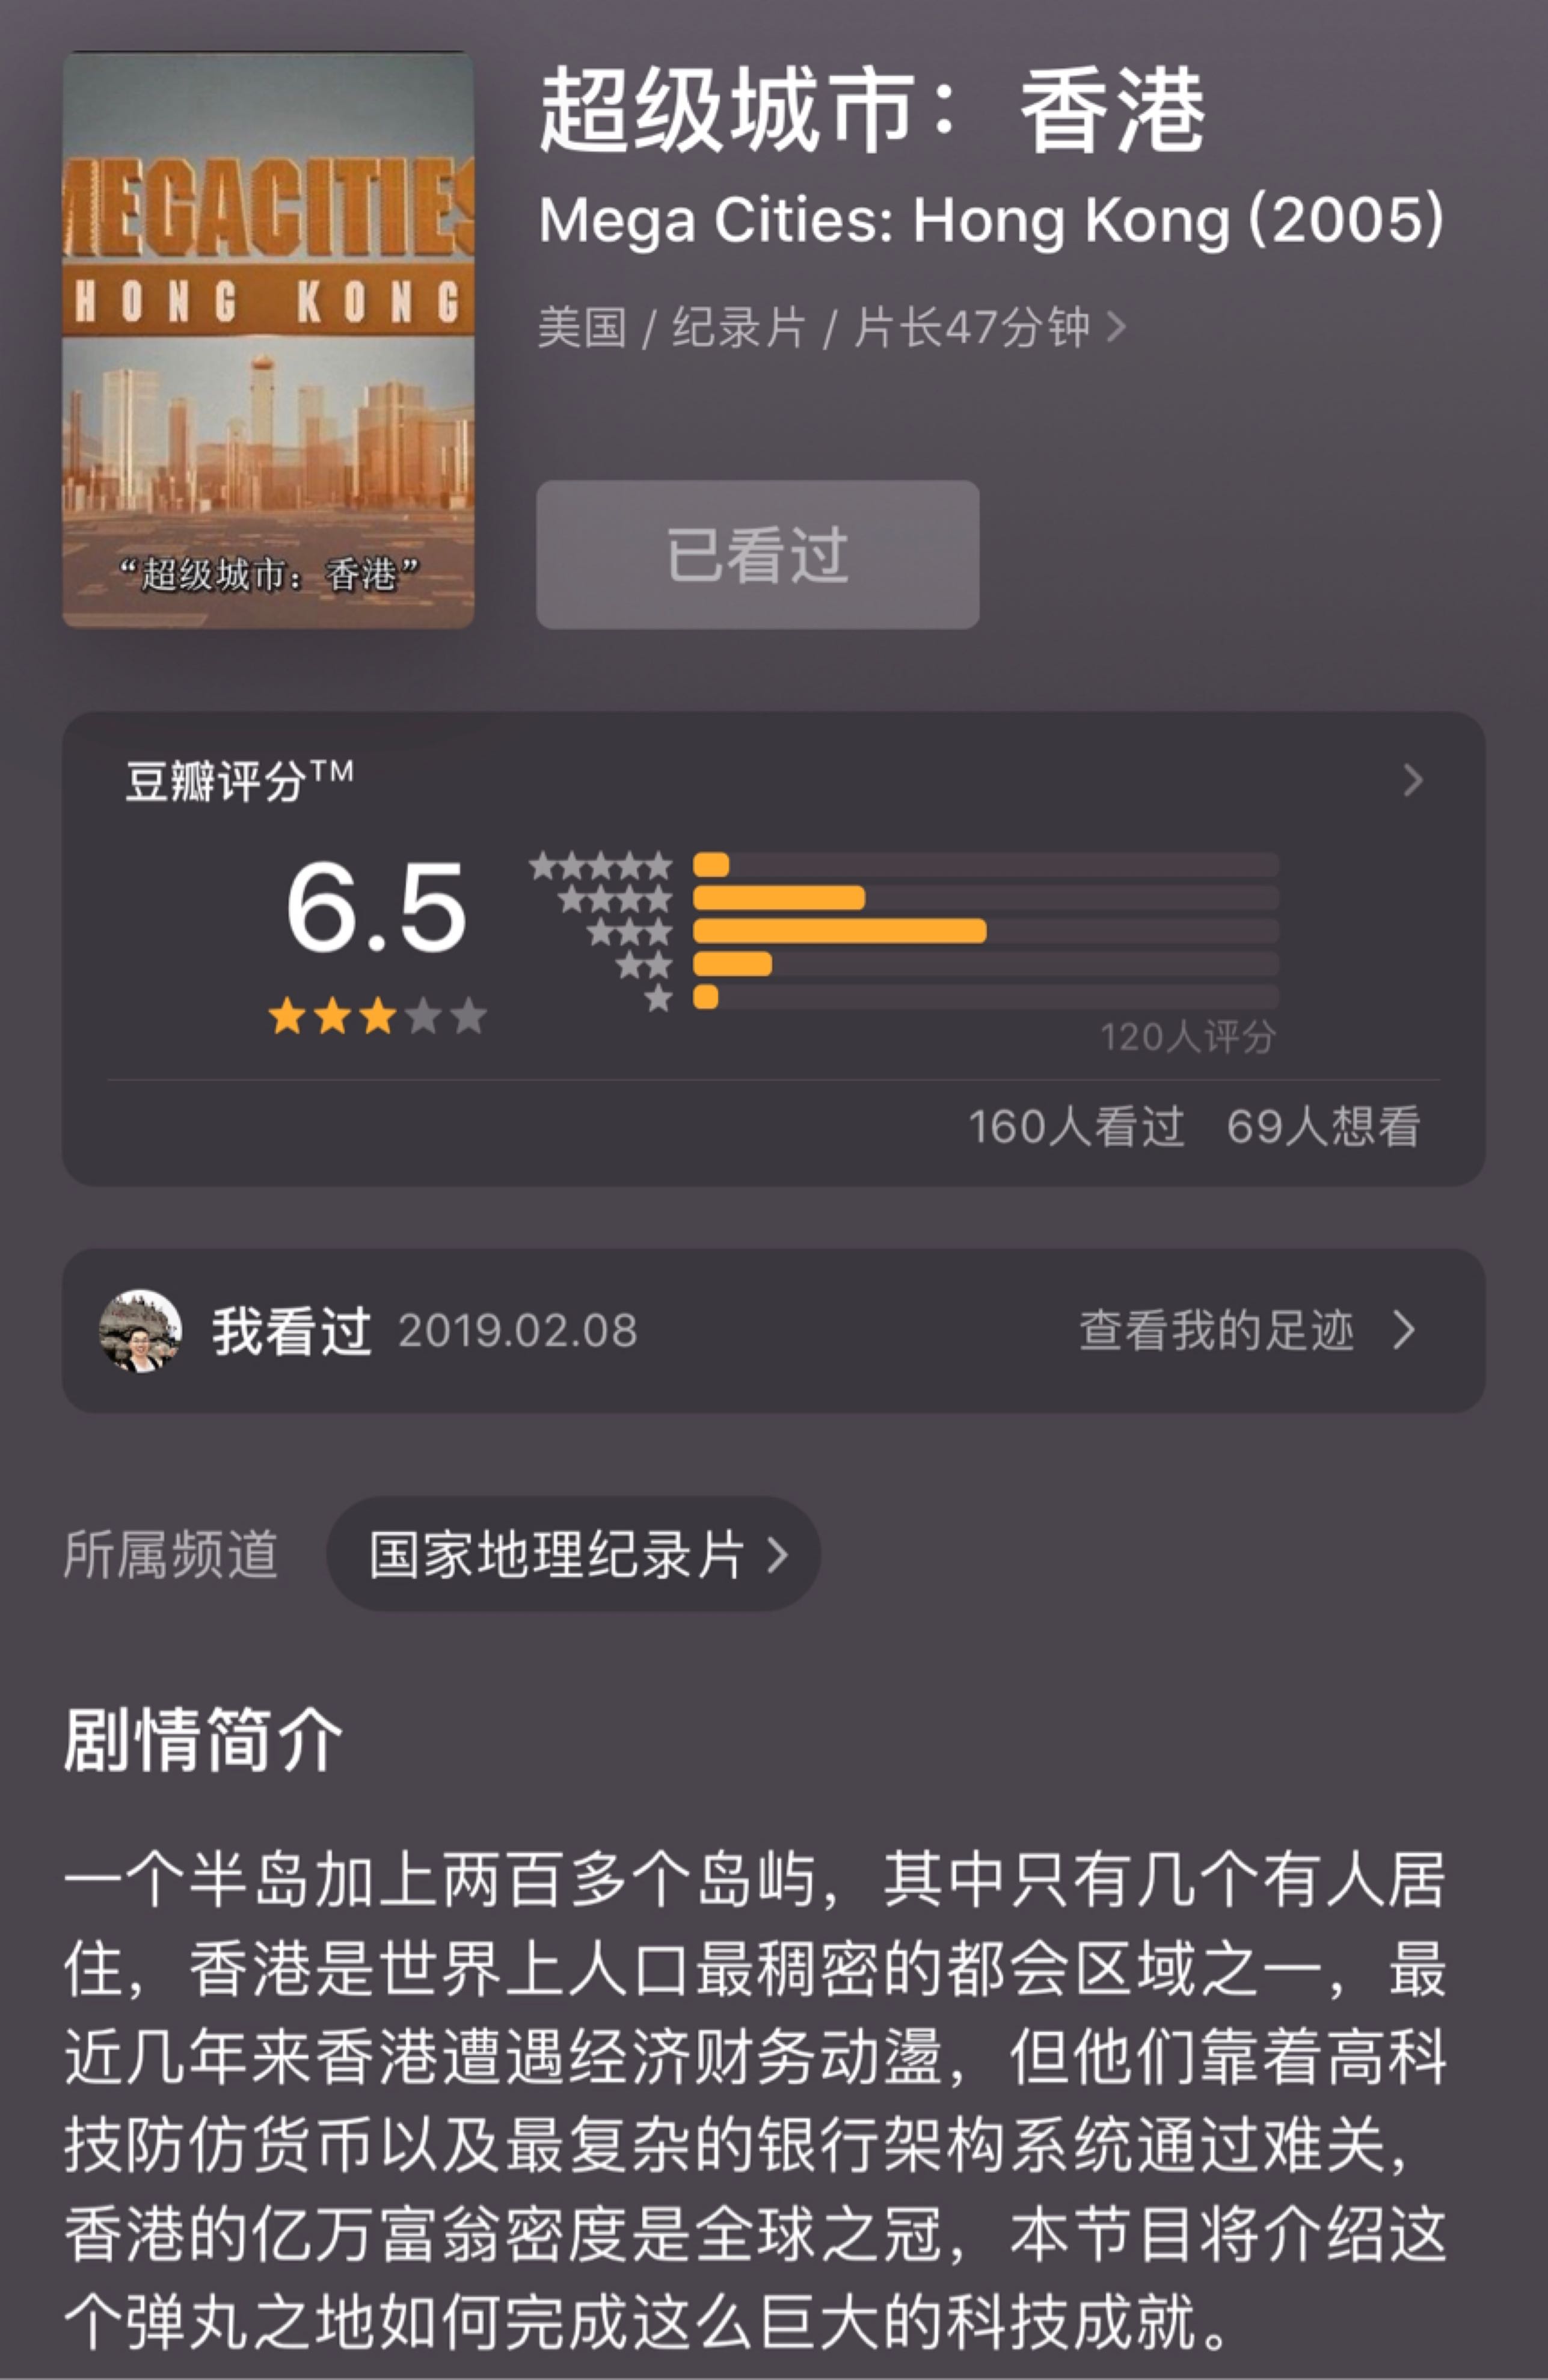 MEGACITIES
HONG KONG
“超级城市：香港”
超级城市：香港
Mega Cities: Hong Kong (2005)
美国 / 纪录片 / 片长47分钟
已看过
豆瓣评分TM
6.5
120人评分
160人看过 69人想看
我看过 2019.02.08 查看我的足迹
所属频道 国家地理纪录片
剧情简介
一个半岛加上两百多个岛屿，其中只有几个有人居
住，香港是世界上人口最稠密的都会区域之一，最
近几年来香港遭遇经济财务动盪，但他们靠着高科
技防仿货币以及最复杂的银行架构系统通过难关，
香港的亿万富翁密度是全球之冠，本节目将介绍这
个弹丸之地如何完成这么巨大的科技成就。